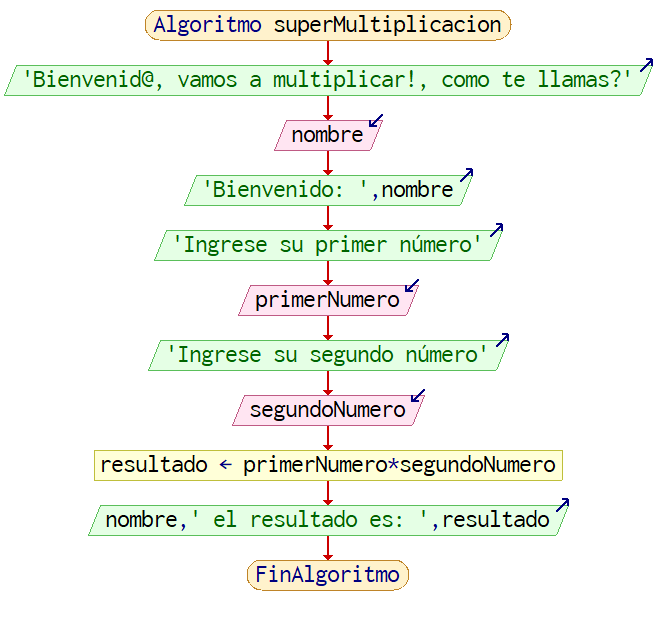 Algoritmo superMultiplicacion
'Bienvenid@, vamos a multiplicar!, como te llamas?'
nombre
'Bienvenido: ',nombre
'Ingrese su primer número'
primerNumero
'Ingrese su segundo número'
segundoNumero
resultado ← primerNumero*segundoNumero
nombre,' el resultado es: ',resultado
FinAlgoritmo